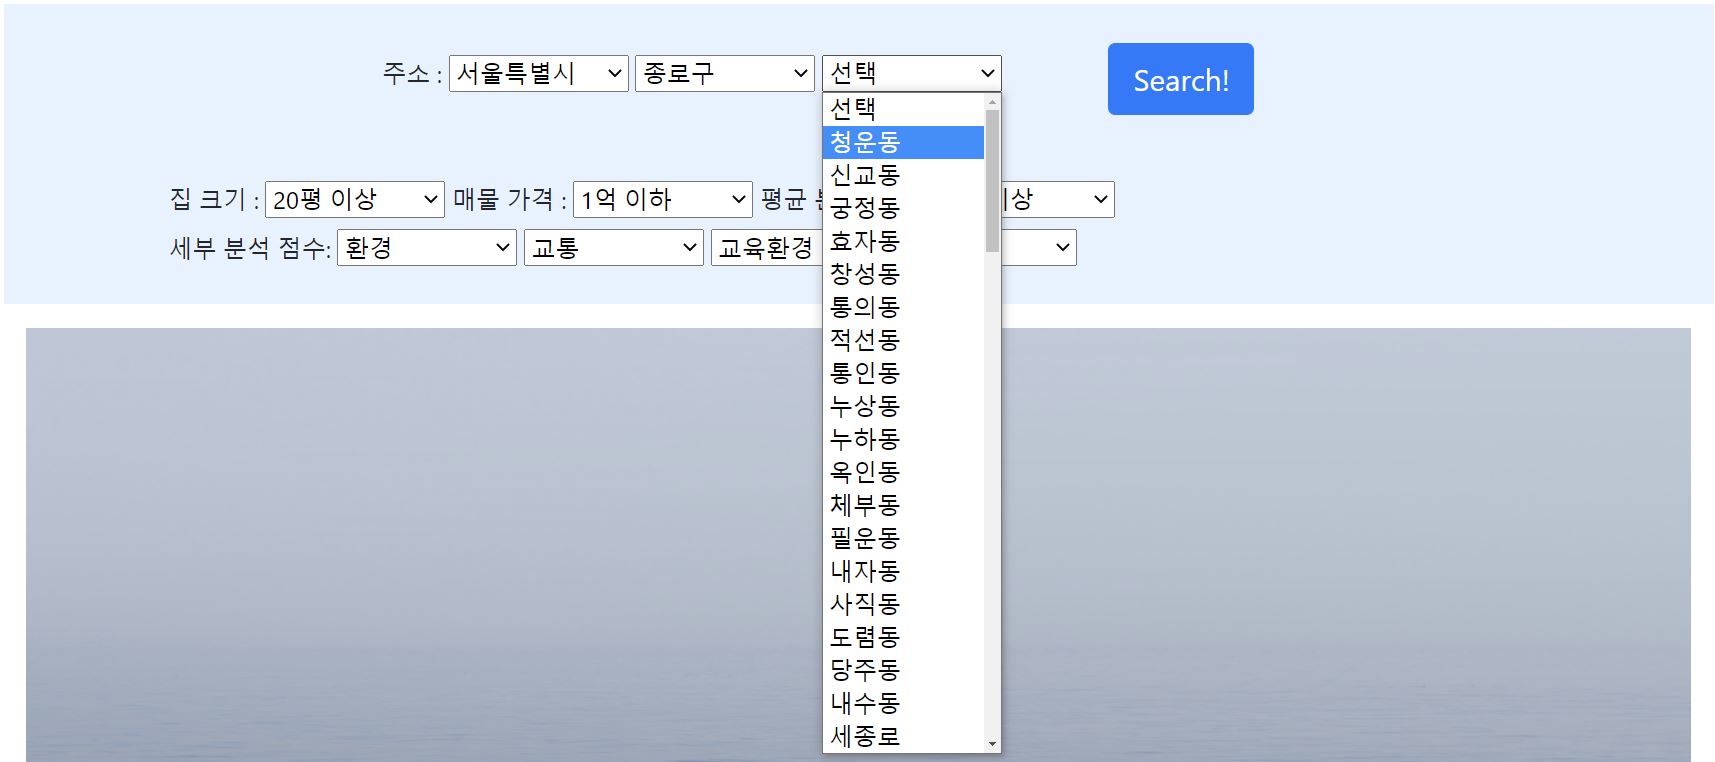 주소 : 서울특별시 종로구 선택 Search!
선택
청운동
신교동
집 크기 : 20평 이상 매물 가격 : 1억 이하 평균 이상
궁정동
효자동
세부 분석 점수: 환경 교통 교육환경
창성동
통의동
적선동
통인동
누상동
누하동
옥인동
체부동
필운동
내자동
사직동
도렴동
당주동
내수동
세종로